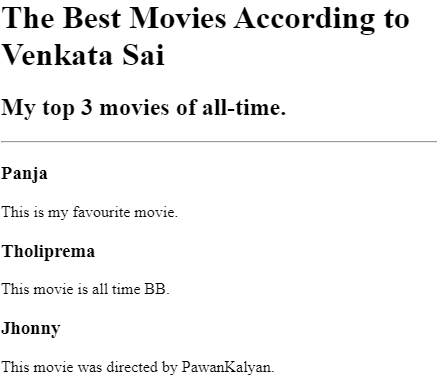 The Best Movies According to
Venkata Sai
My top 3 movies of all-time.
Panja
This is my favourite movie.
Tholiprema
This movie is all time BB.
Jhonny
This movie was directed by PawanKalyan.